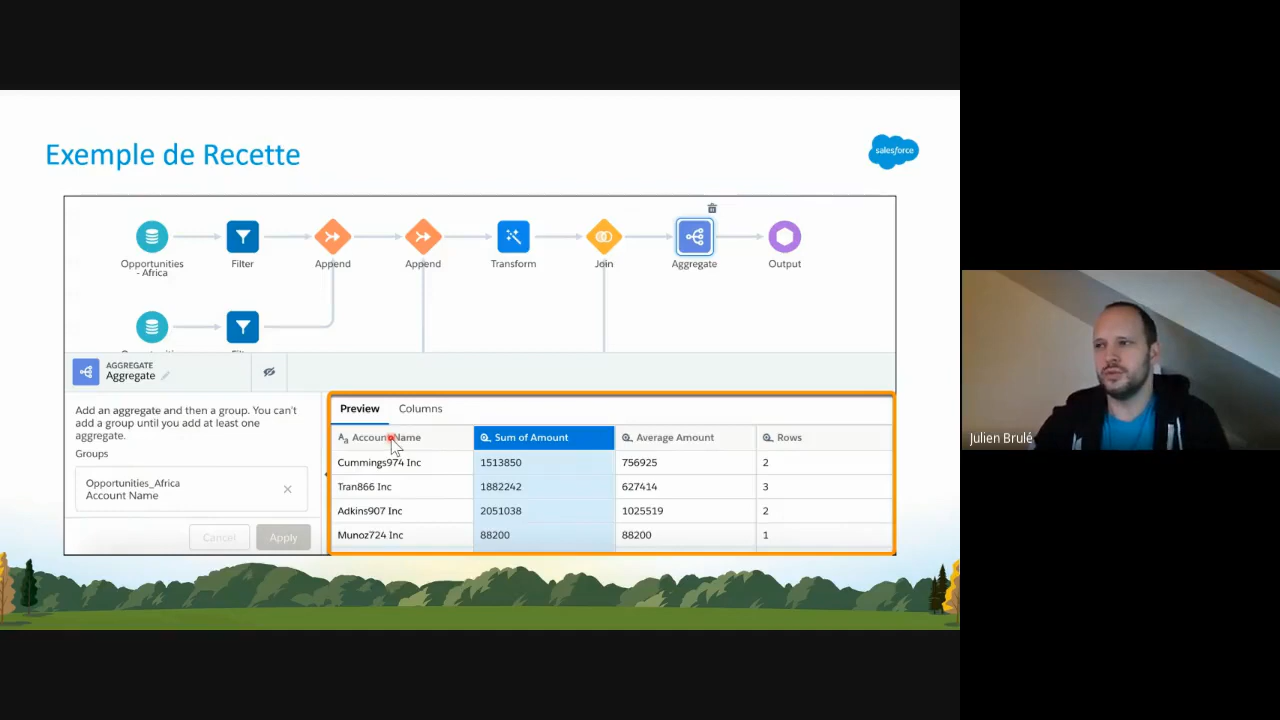 Exemple de Recette
salesforce
Opportunities
- Africa
Filter
Append
Append
Transform
Join
Aggregate
Output
AGGREGATE
Aggregate
Add an aggregate and then a group. You can't
add a group until you add at least one
aggregate.
Groups
Opportunities_Africa
Account Name
Cancel
Apply
Preview
Columns
Account Name
Sum of Amount
Average Amount
Rows
Cummings974 Inc
1513850
756925
2
Tran866 Inc
1882242
627414
3
Adkins907 Inc
2051038
1025519
2
Munoz724 Inc
88200
88200
1
Julien Brulé